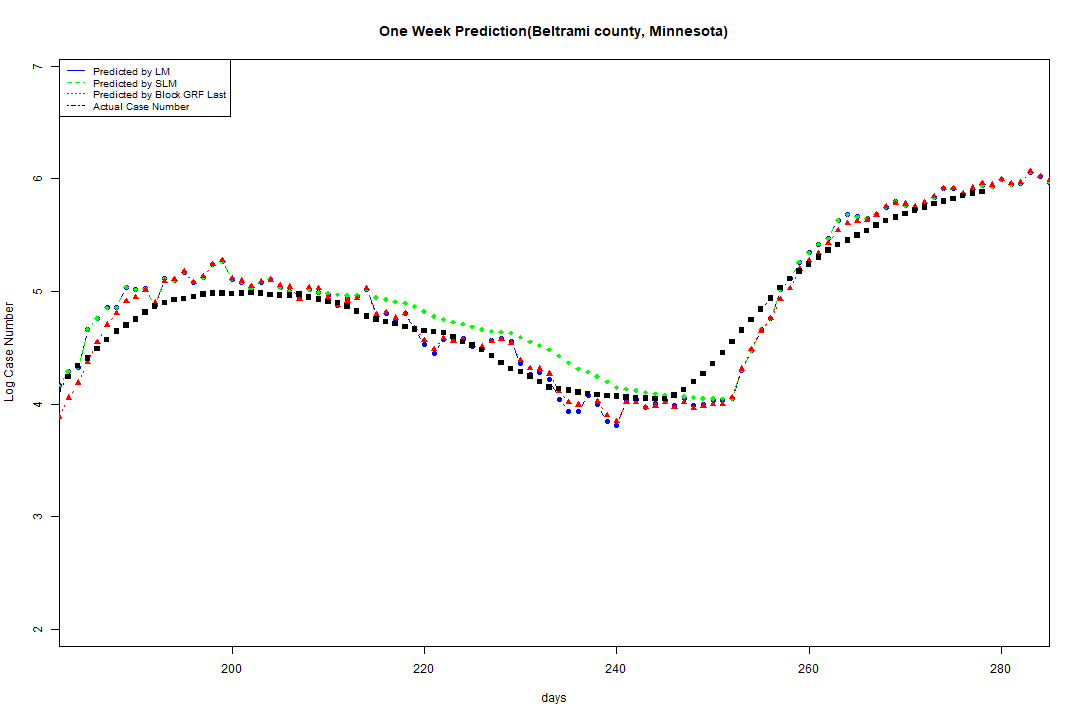 One Week Prediction(Beltrami county, Minnesota)
Predicted by LM
Predicted by SLM
Predicted by Block GRF Last
Actual Case Number
7
6
5
4
3
2
Log Case Number
200 220 240 260 280
days